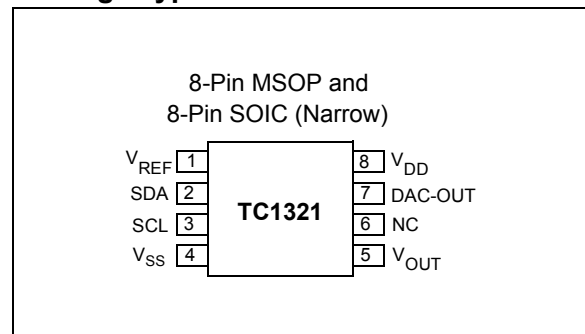 8-Pin MSOP and
8-Pin SOIC (Narrow)
VREF 1
SDA 2
SCL 3
VSS 4
TC1321
8 VDD
7 DAC-OUT
6 NC
5 VOUT